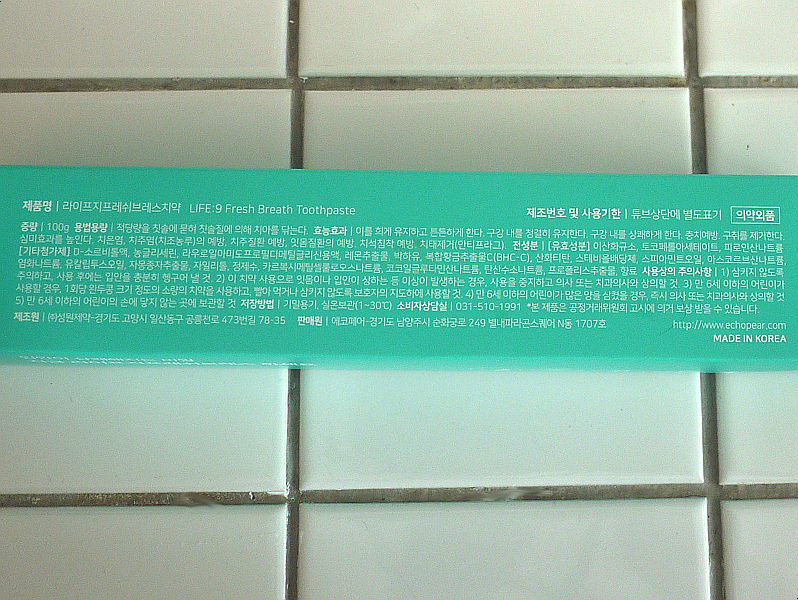 제품명 | 라이프지프레쉬브레스치약 LIFE:9 Fresh Breath Toothpaste
제조번호 및 사용기한 | 튜브상단에 별도표기 의약외품
중량 | 100g 용법용량 | 적당량을 칫솔에 묻혀 칫솔질에 의해 치아를 닦는다. 효능효과 | 이를 희게 유지하고 튼튼하게 한다. 구강 내를 청결히 유지한다. 구강 내를 상쾌하게 한다. 충치예방. 구취를 제거한다.
심미효과를 높인다. 치은염, 치주염(치조농루)의 예방. 치주질환 예방. 잇몸질환의 예방. 치석침착 예방. 치태제거(안티프라그). 전성분 | [유효성분] 이산화규소, 토코페롤아세테이트, 피로인산나트륨
[기타첨가제] D-소르비톨액, 농글리세린, 라우로일아미도프로필디메틸글리신용액, 레몬추출물, 박하유, 복합황금추출물C(BHC-C), 산화티탄, 스테비올배당체, 스피아민트오일, 아스코르브산나트륨
염화나트륨, 유칼립투스오일, 자몽종자추출물, 자일리톨, 정제수, 카르복시메틸셀룰로오스나트륨, 코코일글루타민산나트륨, 탄산수소나트륨, 프로폴리스추출물, 향료 사용상의 주의사항 | 1) 삼키지 않도록
주의하고, 사용 후에는 입안을 충분히 헹구어 낼 것. 2) 이 치약 사용으로 잇몸이나 입안이 상하는 등 이상이 발생하는 경우, 사용을 중지하고 의사 또는 치과의사와 상의할 것. 3) 만 6세 이하의 어린이가
사용할 경우, 1회당 완두콩 크기 정도의 소량의 치약을 사용하고, 빨아 먹거나 삼키지 않도록 보호자의 지도하에 사용할 것. 4) 만 6세 이하의 어린이가 많은 양을 삼켰을 경우, 즉시 의사 또는 치과의사와 상의할 것
5) 만 6세 이하의 어린이의 손에 닿지 않는 곳에 보관할 것 저장방법 | 기밀용기, 실온보관(1~30℃) 소비자상담실 | 031-510-1991 *본 제품은 공정거래위원회 고시에 의거 보상 받을 수 있습니다.
제조원 | ㈜성원제약-경기도 고양시 일산동구 공릉천로 473번길 78-35 판매원 | 에코페어-경기도 남양주시 순화궁로 249 별내파라곤스퀘어 N동 1707호
http://www.echopear.com
MADE IN KOREA